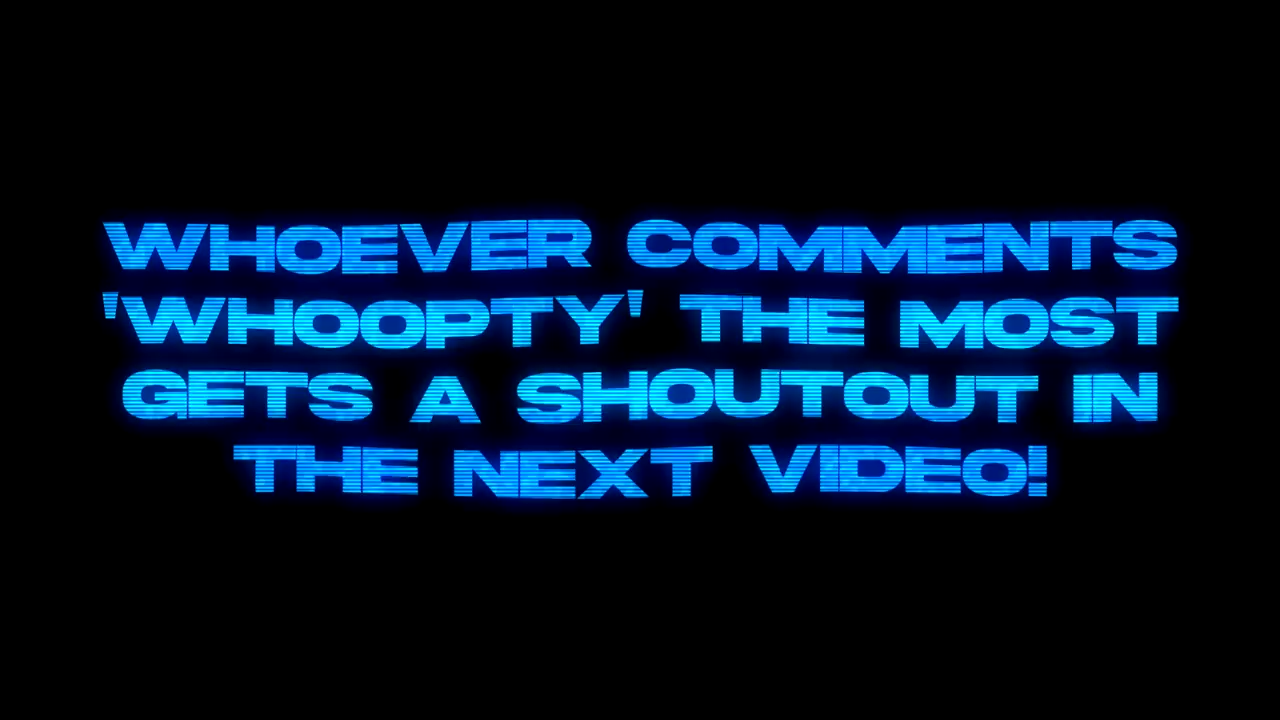 WHOEVER COMMENTS
'WHOOPTY' THE MOST
GETS A SHOUTOUT IN
THE NEXT VIDEO!